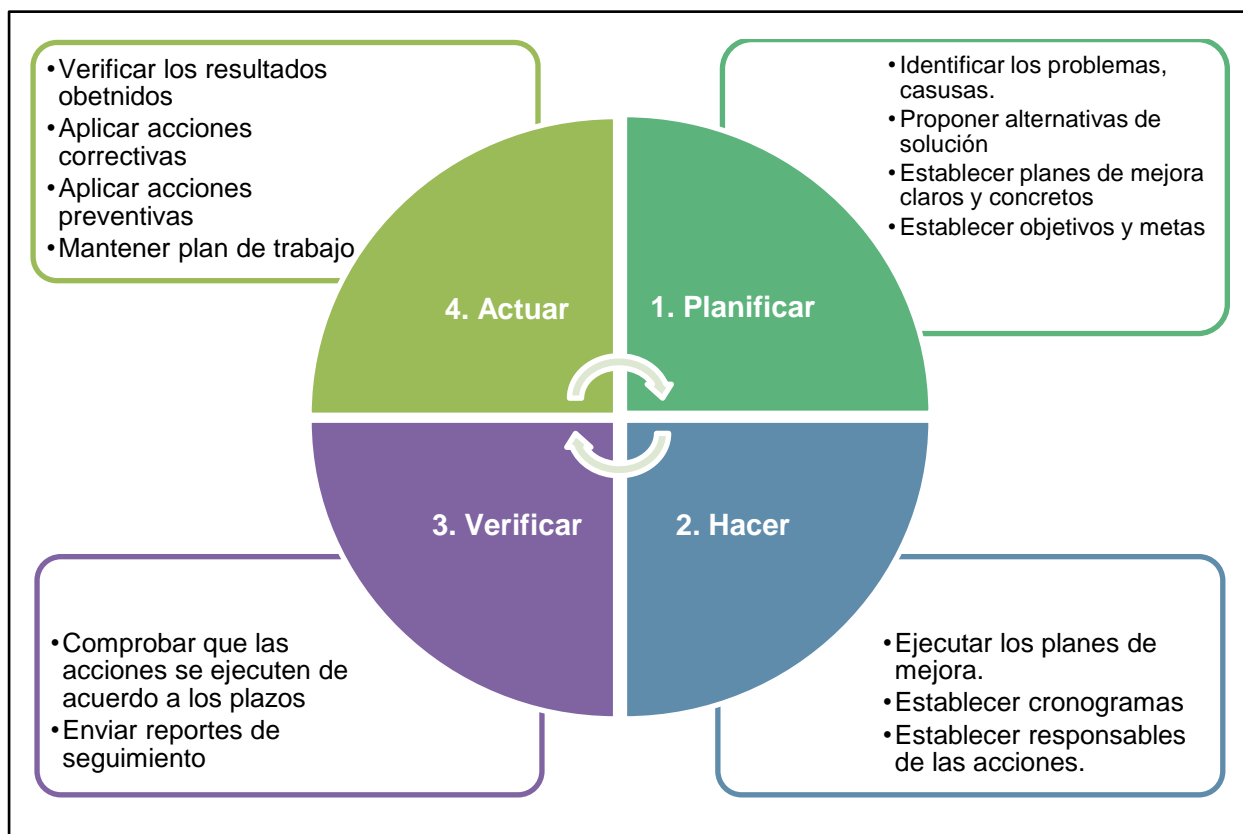 •Verificar los resultados
obetnidos
•Aplicar acciones
correctivas
•Aplicar acciones
preventivas
•Mantener plan de trabajo
•Identificar los problemas,
casusas.
•Proponer alternativas de
solución
•Establecer planes de mejora
claros y concretos
•Establecer objetivos y metas
4. Actuar
1. Planificar
3. Verificar
2. Hacer
•Comprobar que las
acciones se ejecuten de
acuerdo a los plazos
•Enviar reportes de
seguimiento
•Ejecutar los planes de
mejora.
•Establecer cronogramas
•Establecer responsables
de las acciones.